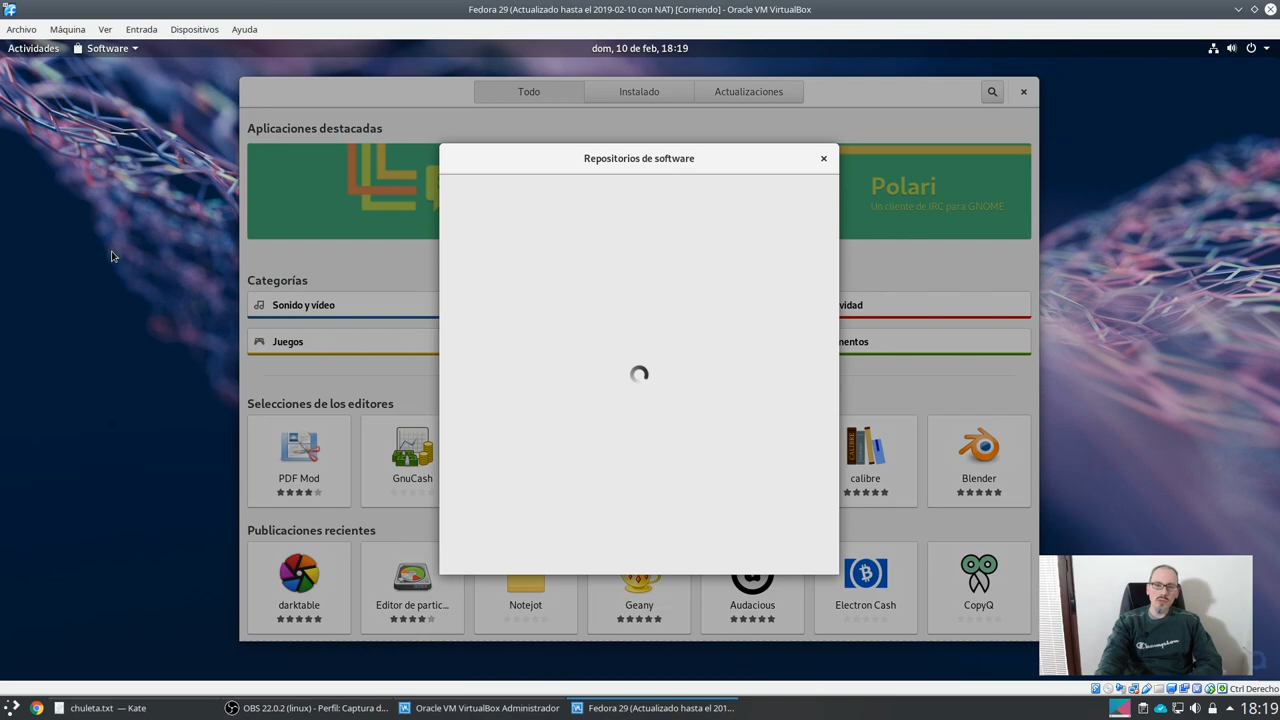 Fedora 29 (Actualizado hasta el 2019-02-10 con NAT) [Corriendo] - Oracle VM VirtualBox
Archivo Máquina Ver Entrada Dispositivos Ayuda
Actividades Software dom, 10 de feb, 18:19
Todo Instalado Actualizaciones
Aplicaciones destacadas
Repositorios de software
Polari
Un cliente de IRC para GNOME
Categorías
Sonido y vídeo
Juegos
Selecciones de los editores
PDF Mod GnuCash calibre Blender
Publicaciones recientes
darktable Editor de partic... Notejot Geany Audacious Electron Cash CopyQ
Champion
Ctrl Derecho
chuleta.txt — Kate OBS 22.0.2 (linux) - Perfil: Captura d... Oracle VM VirtualBox Administrador Fedora 29 (Actualizado hasta el 201... 18:19